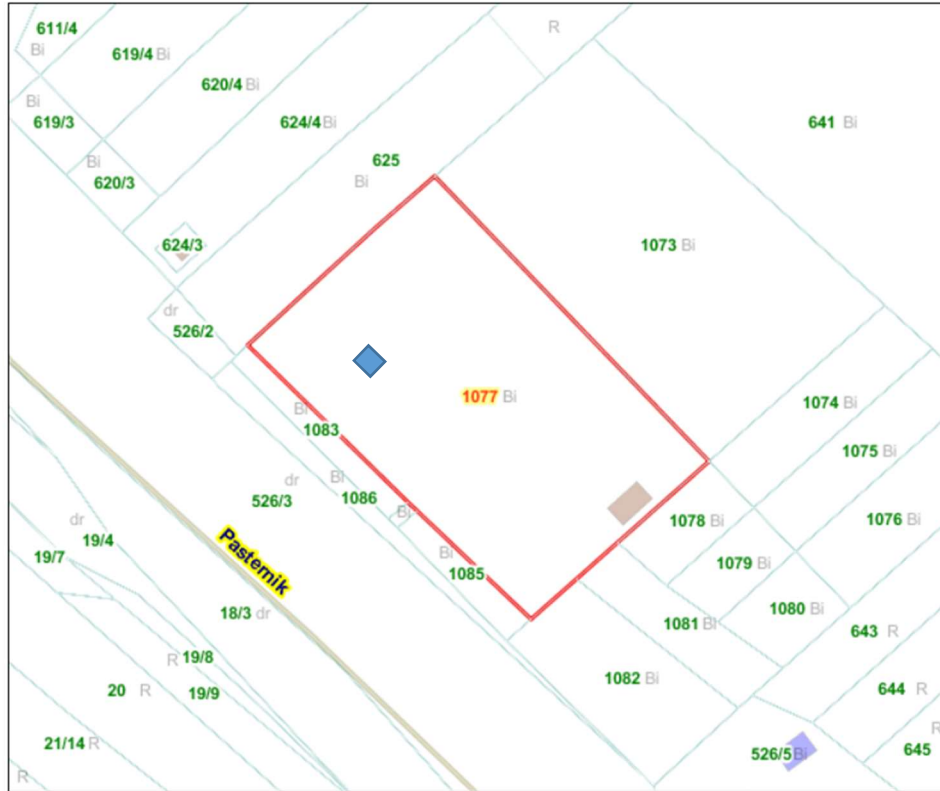 611/4
R
Bi
619/4 Bi
620/4 Bi
Bi
619/3
624/4 Bi
641 Bi
Bi
625
620/3
Bi
624/3
1073 Bi
dr
526/2
1077 Bi
1074 Bi
Bi
1083
1075 Bi
Bi
dr
1086
526/3
Bi
dr
19/4
1078 Bi
1076 Bi
19/7
Pasternik
Bi
1085
1079 Bi
18/3 dr
1080 Bi
1081 Bi
643 R
R 19/8
1082 Bi
20 R
19/9
644 R
R
21/14 R
526/5 Bi
645
R